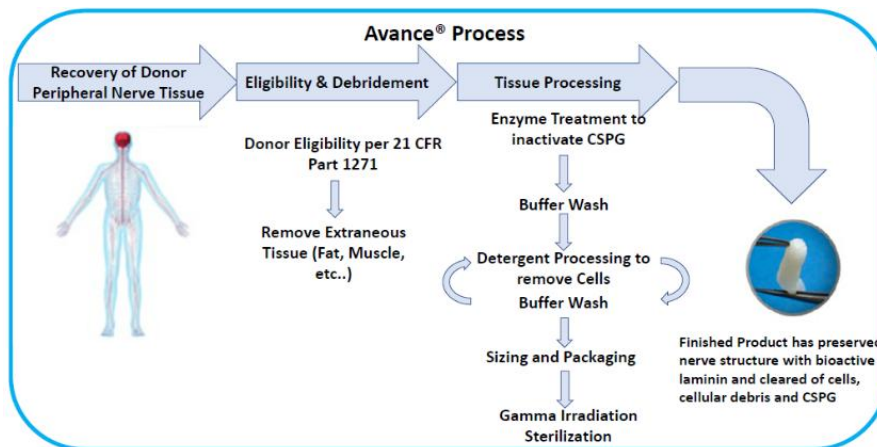 Avance® Process
Recovery of Donor
Peripheral Nerve Tissue
Eligibility & Debridement
Tissue Processing
Donor Eligibility per 21 CFR
Part 1271
Remove Extraneous
Tissue (Fat, Muscle,
etc..)
Enzyme Treatment to
inactivate CSPG
Buffer Wash
Detergent Processing to
remove Cells
Buffer Wash
Sizing and Packaging
Gamma Irradiation
Sterilization
Finished Product has preserved
nerve structure with bioactive
laminin and cleared of cells,
cellular debris and CSPG